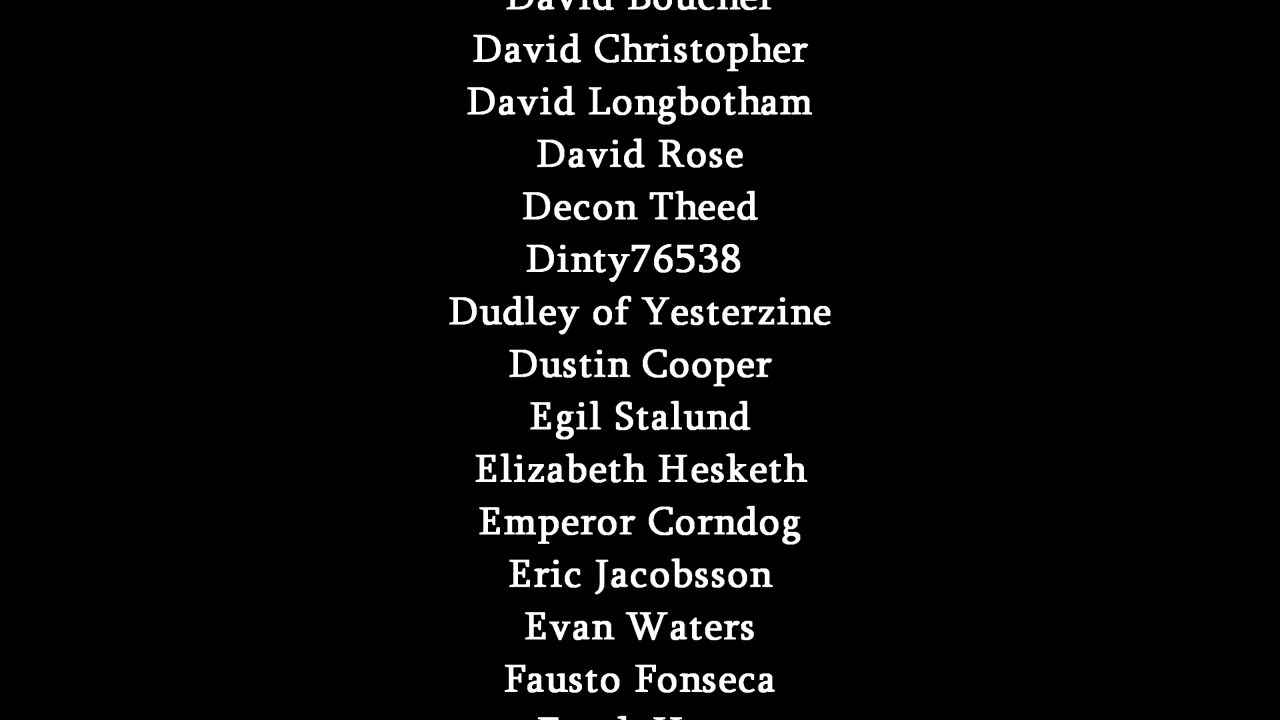 David Boucher
David Christopher
David Longbotham
David Rose
Decon Theed
Dinty76538
Dudley of Yesterzine
Dustin Cooper
Egil Stalund
Elizabeth Hesketh
Emperor Corndog
Eric Jacobsson
Evan Waters
Fausto Fonseca